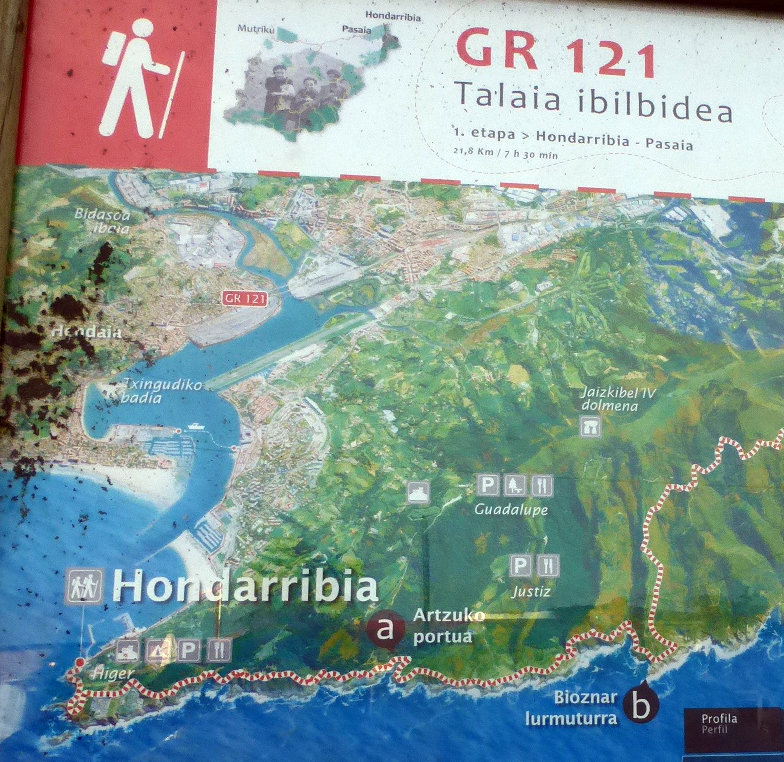 Hondarribia
Mutriku
Pasaia
GR 121
Talaia ibilbidea
1. etapa > Hondarribia - Pasaia
21,8 Km / 7 h 30 min
Bidasoa
ibaia
GR 121
Hendaia
Txingudiko
badia
Jaizkibel IV
dolmena
P
Guadalupe
P
Justiz
Hondarribia
a
Artzuko
portua
P
Higer
Bioznar
lurmuturra
b
Profila
Perfil